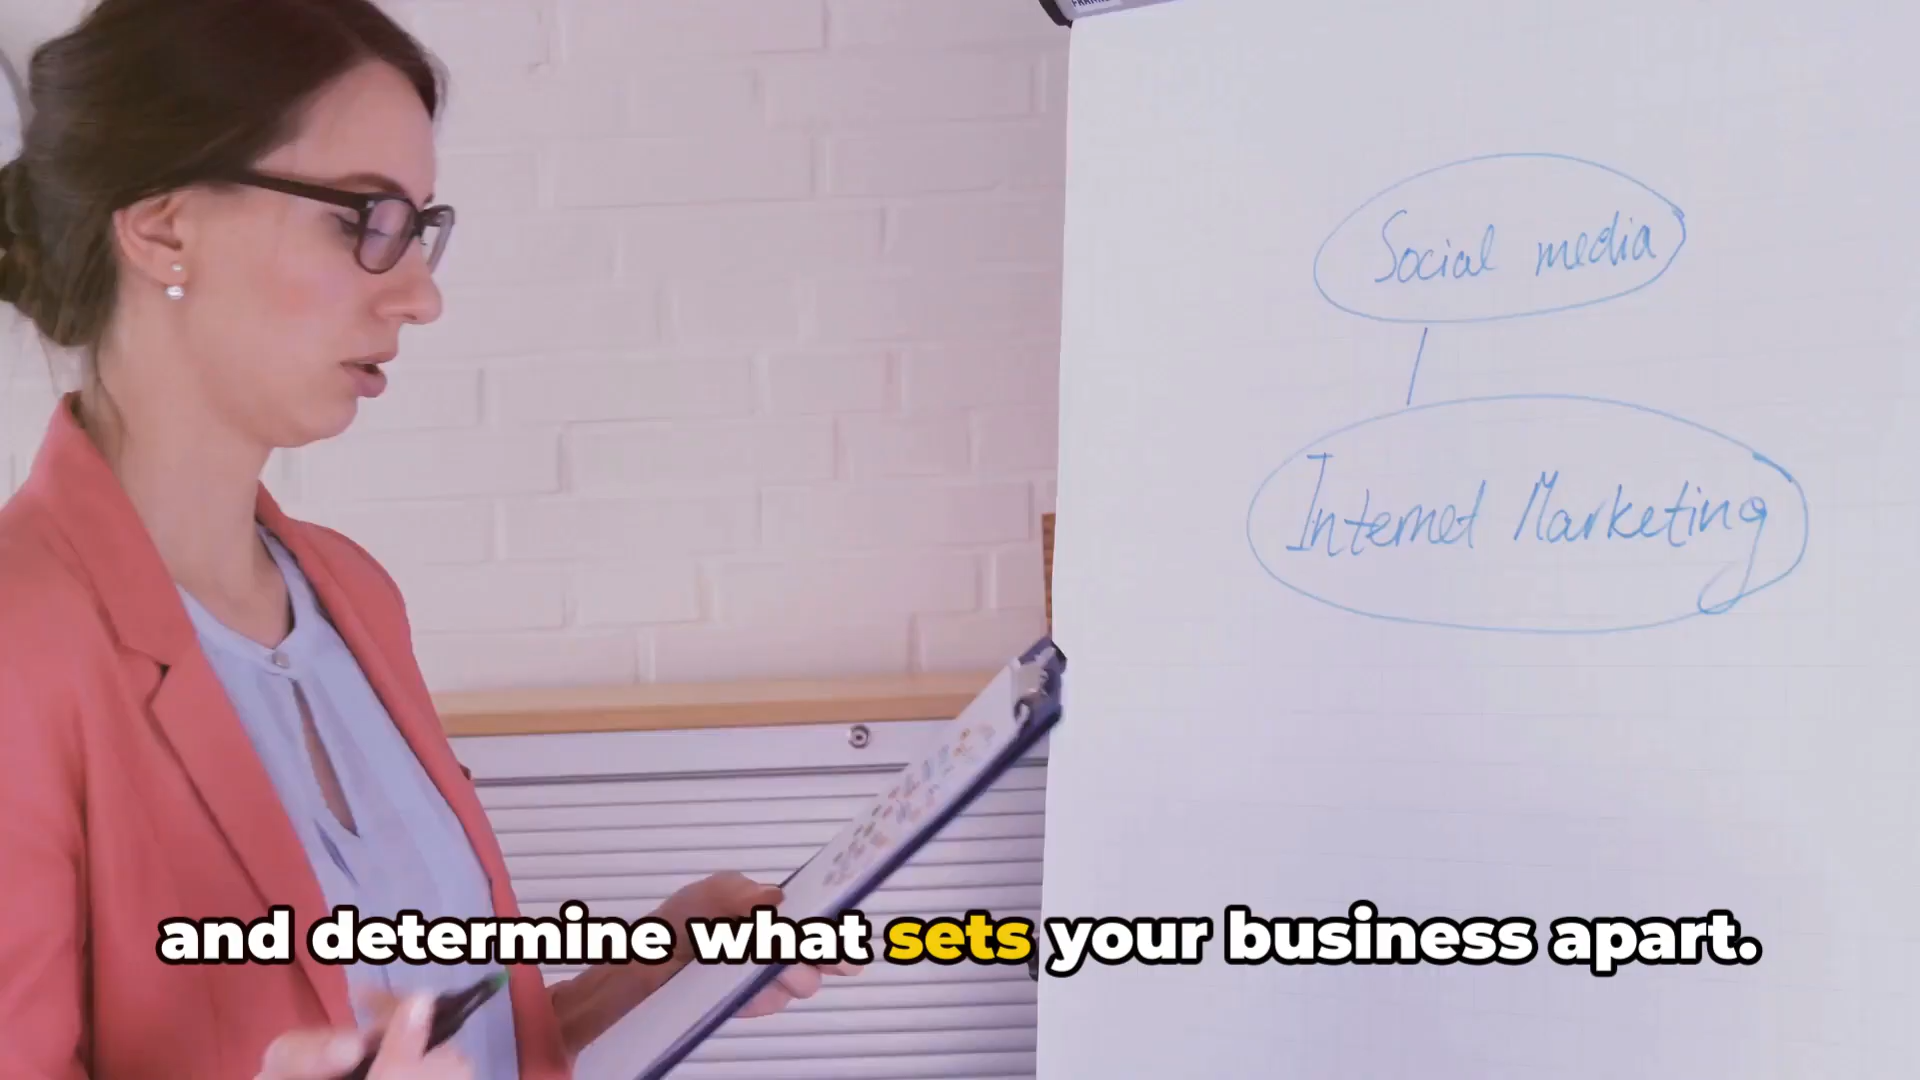 Social media
Internet Marketing
and determine what sets your business apart.